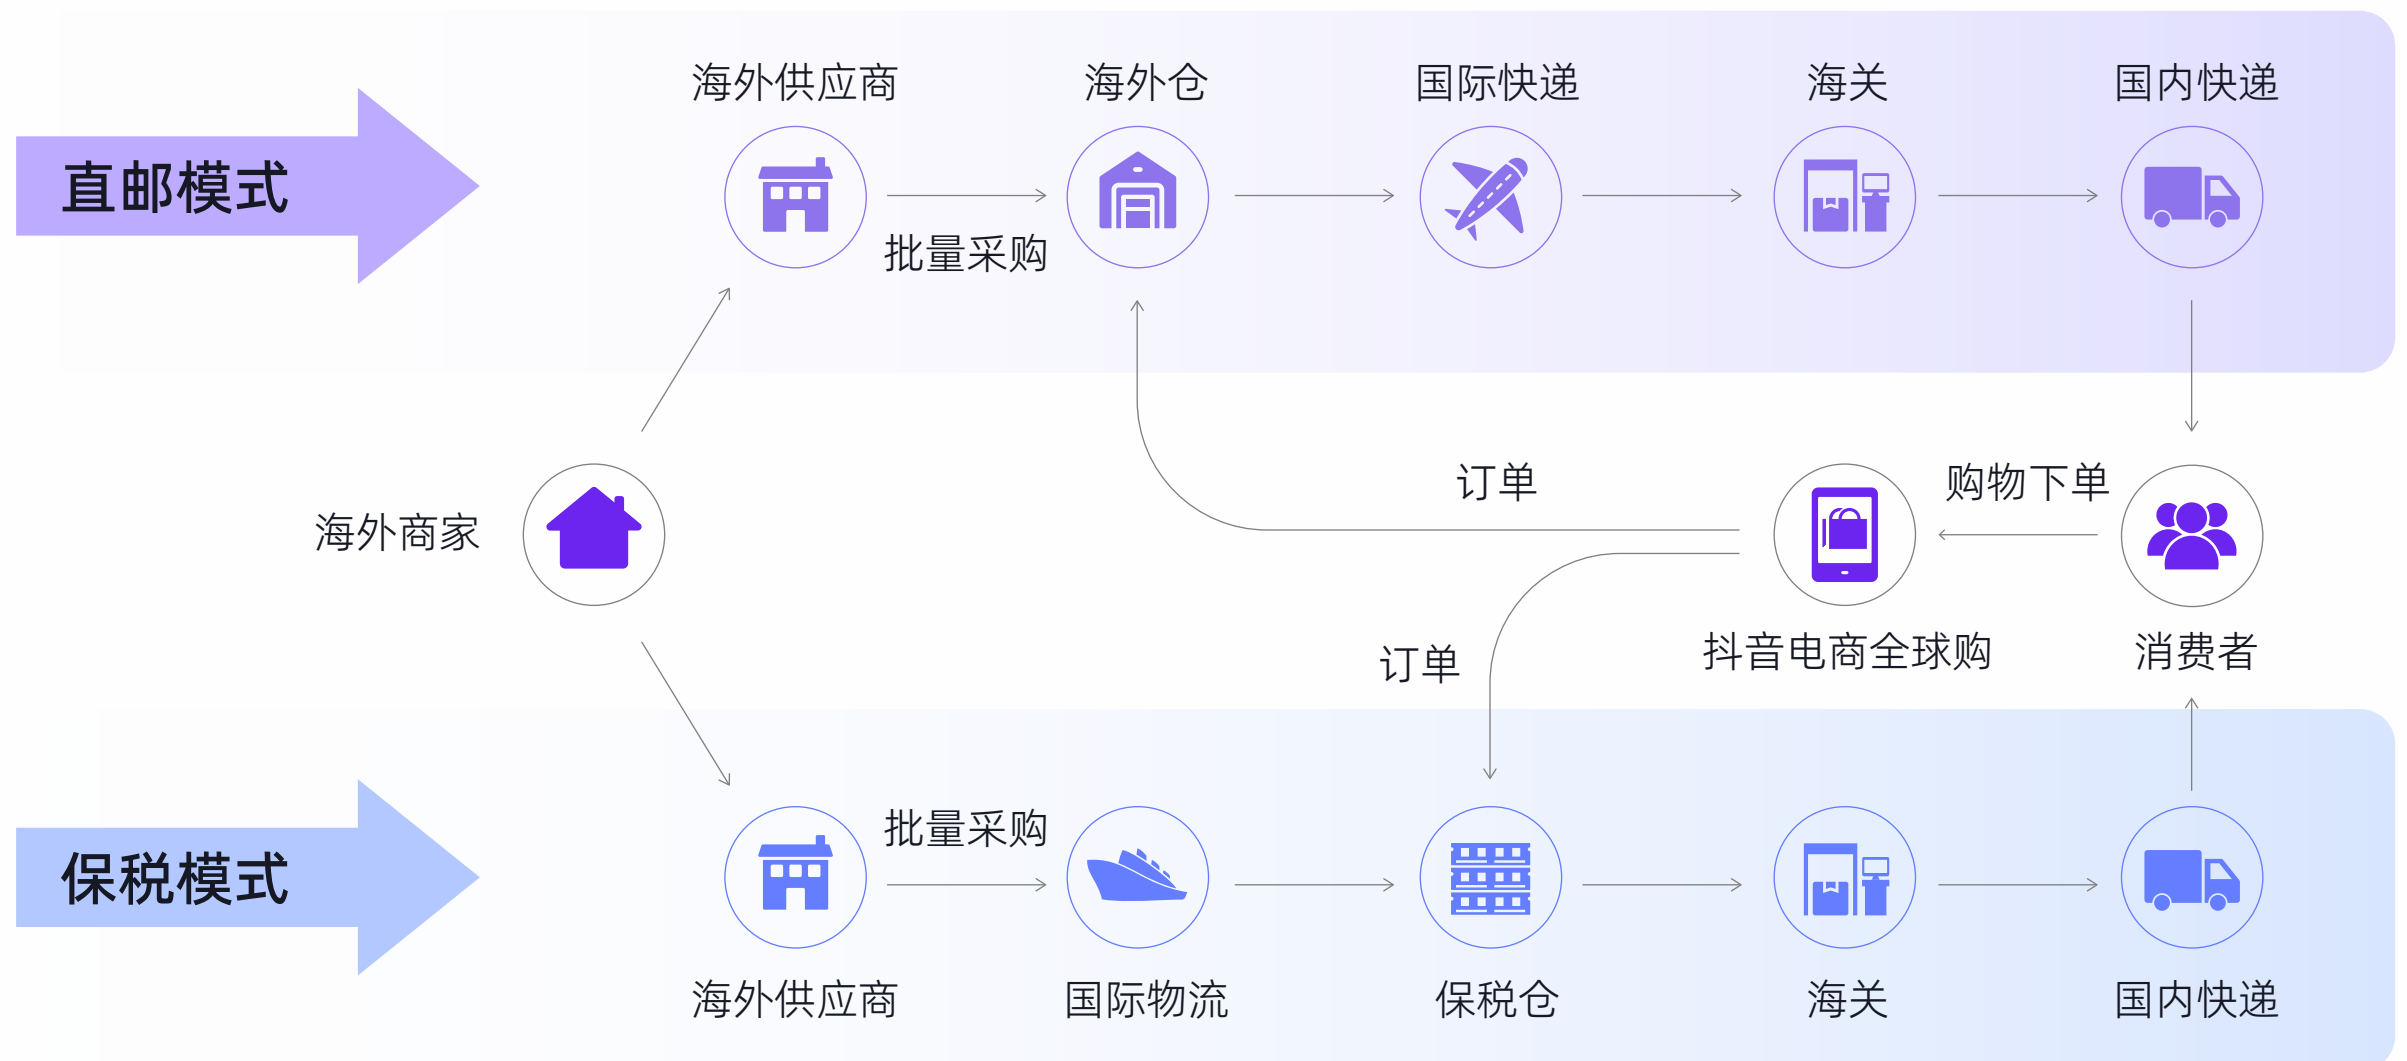 海外供应商
海外仓
国际快递
海关
国内快递
直邮模式
批量采购
订单
购物下单
海外商家
抖音电商全球购
消费者
订单
批量采购
保税模式
海外供应商
国际物流
保税仓
海关
国内快递